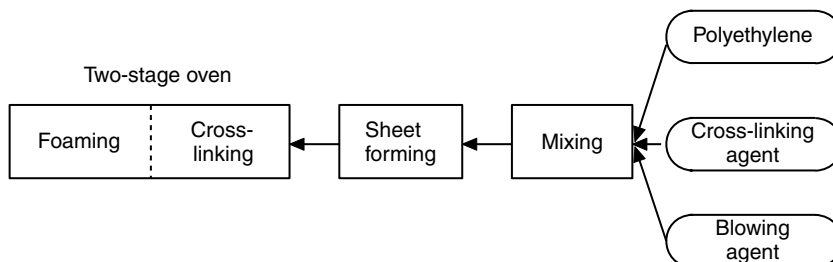 Polyethylene
Two-stage oven
Foaming
Cross-
linking
Sheet
forming
Mixing
Cross-linking
agent
Blowing
agent